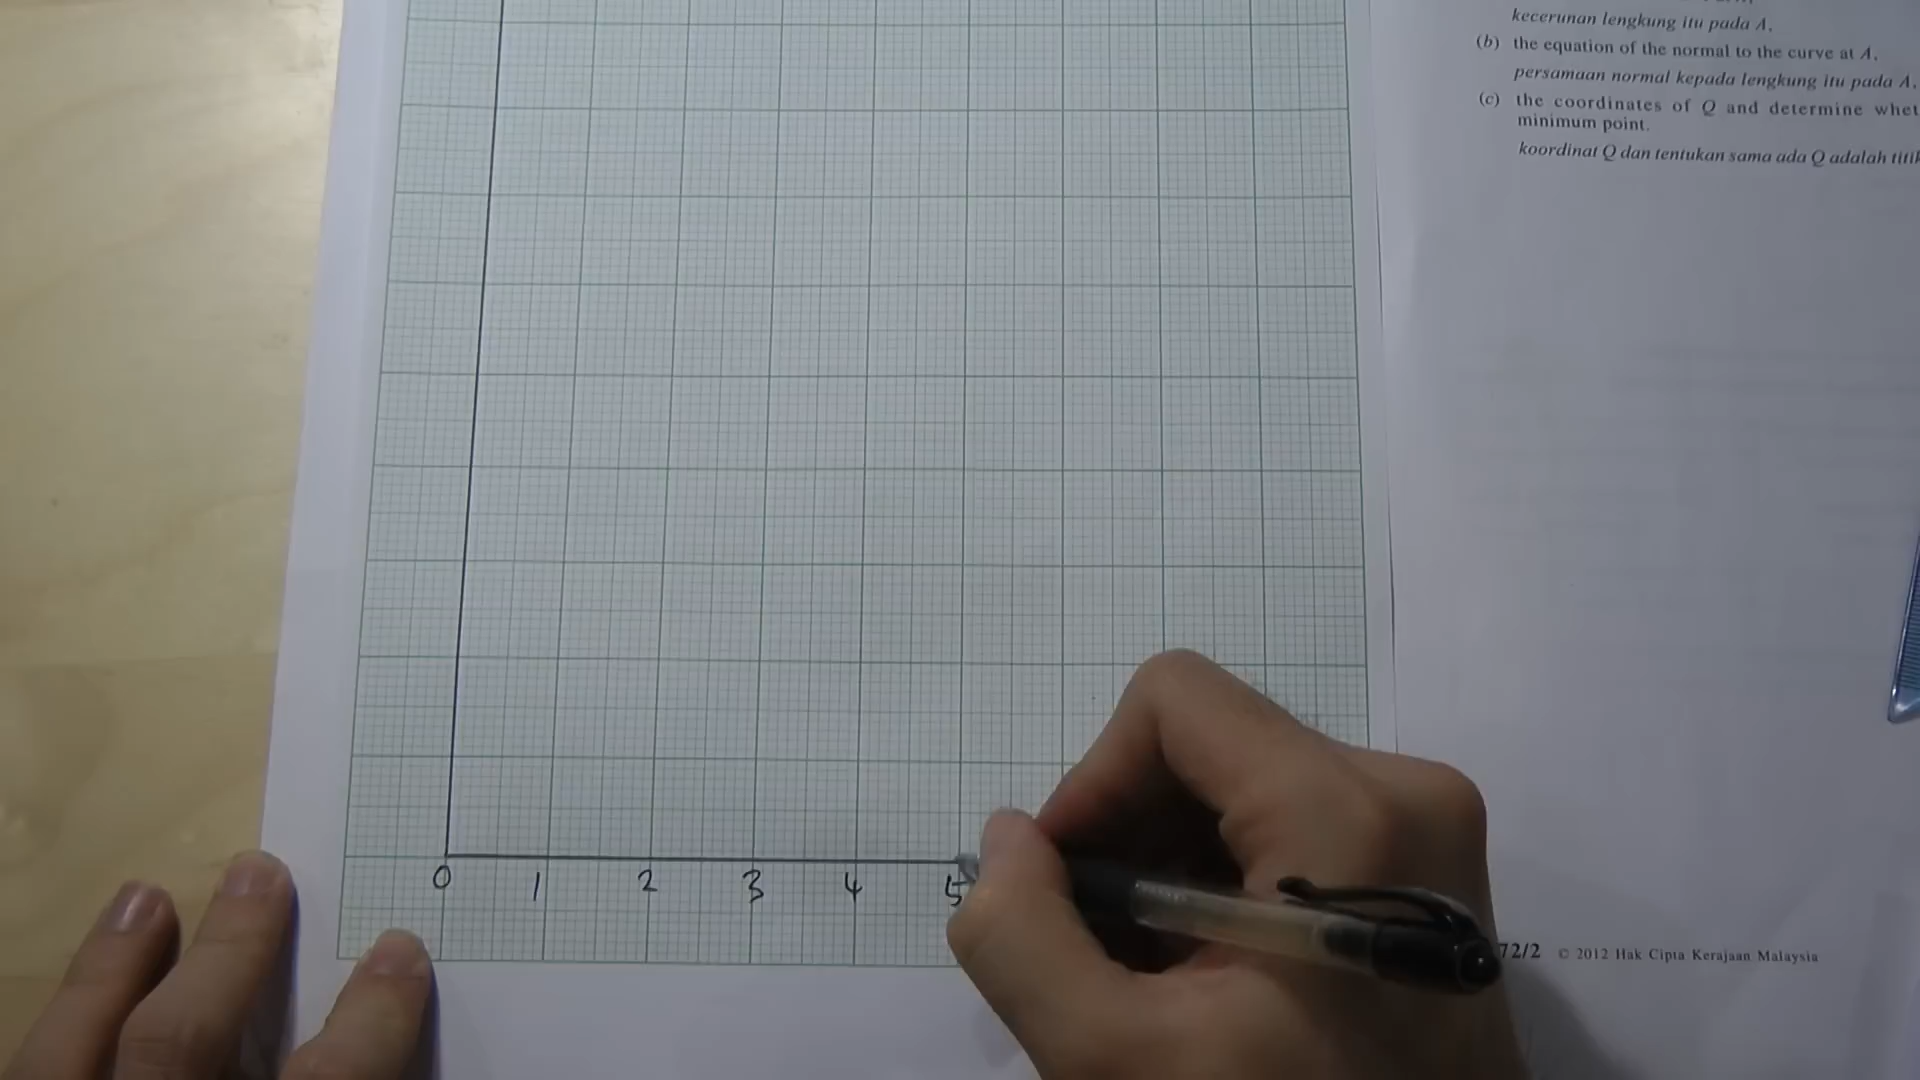 kecerunan lengkung itu pada A.
(b) the equation of the normal to the curve at A.
persamaan normal kepada lengkung itu pada A.
(c) the coordinates of Q and determine whet
minimum point.
koordinat Q dan tentukan sama ada Q adalah titik
0 1 2 3 4 5
72/2 © 2012 Hak Cipta Kerajaan Malaysia